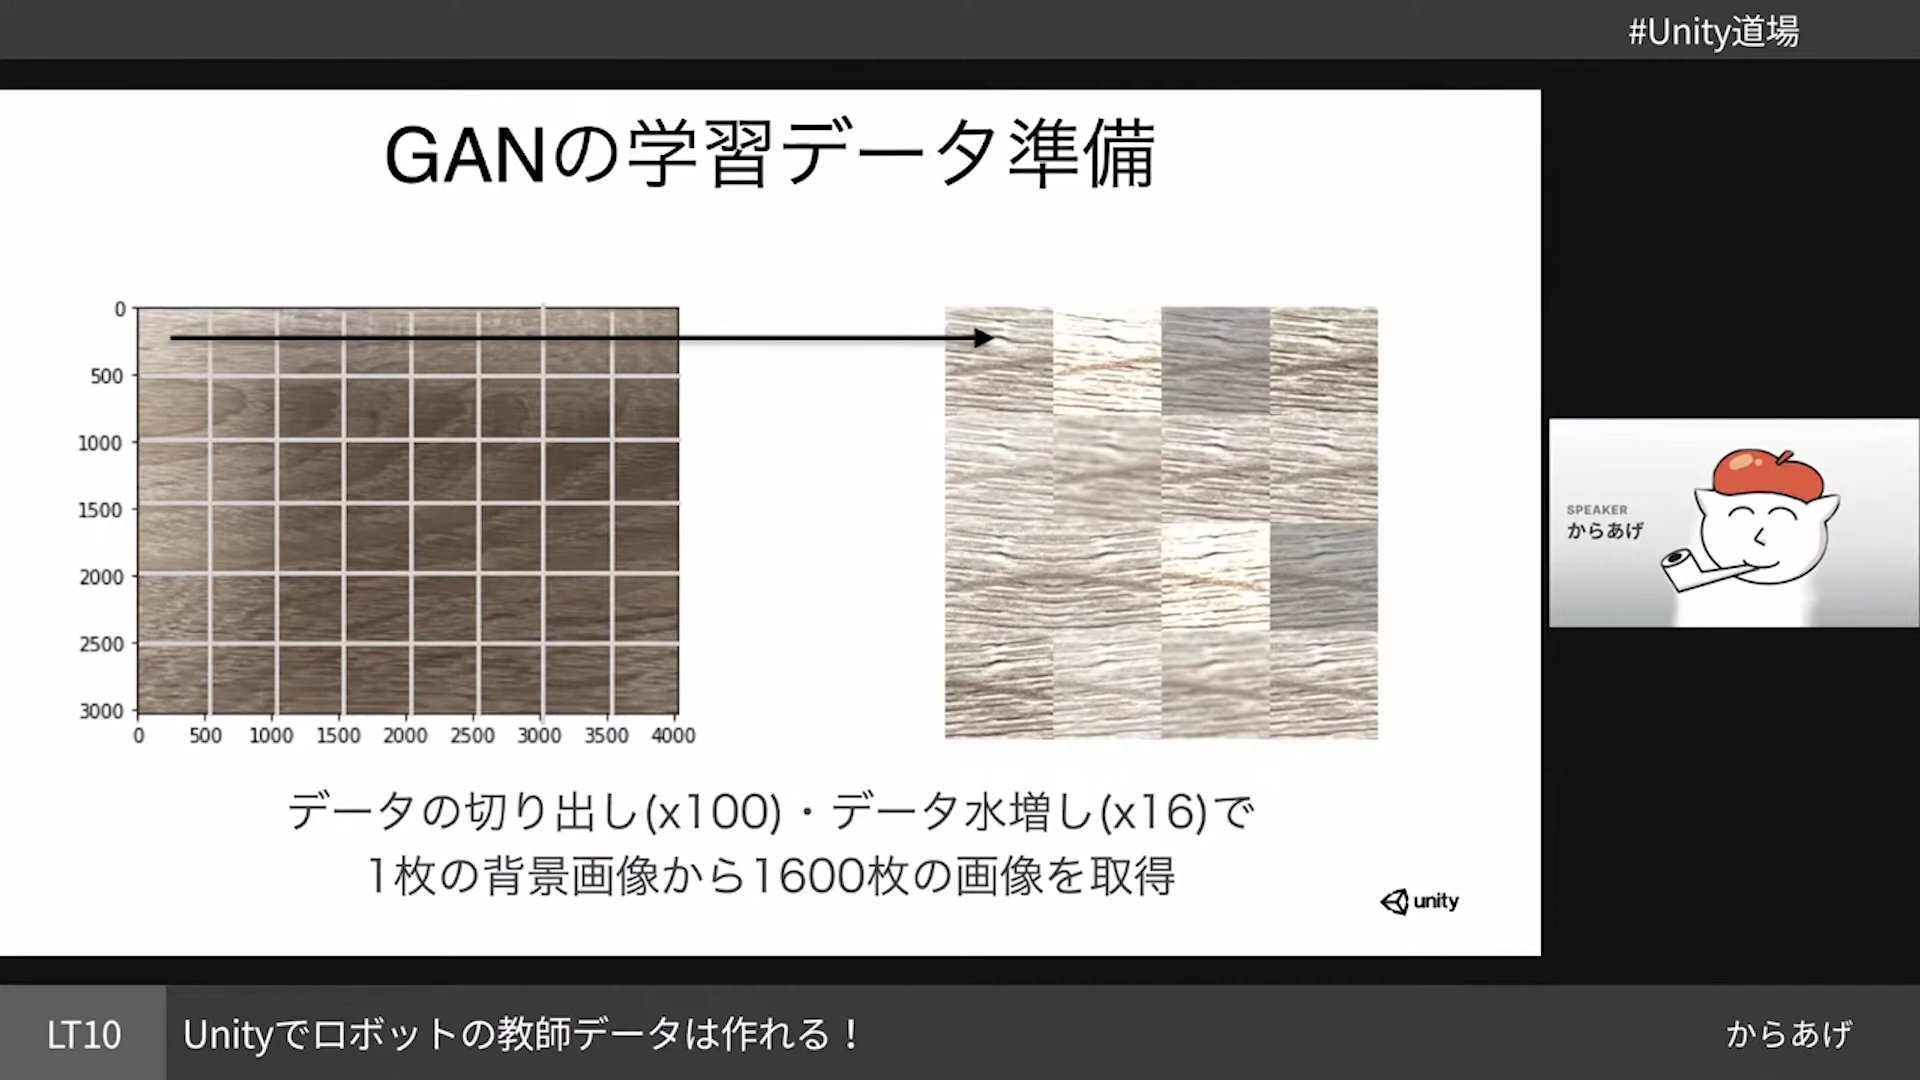 #Unity道場
GANの学習データ準備
0
500
1000
1500
2000
2500
3000
0 500 1000 1500 2000 2500 3000 3500 4000
データの切り出し(x100)・データ水増し(x16)で
1枚の背景画像から1600枚の画像を取得
unity
SPEAKER
からあげ
LT10 Unityでロボットの教師データは作れる！
からあげ